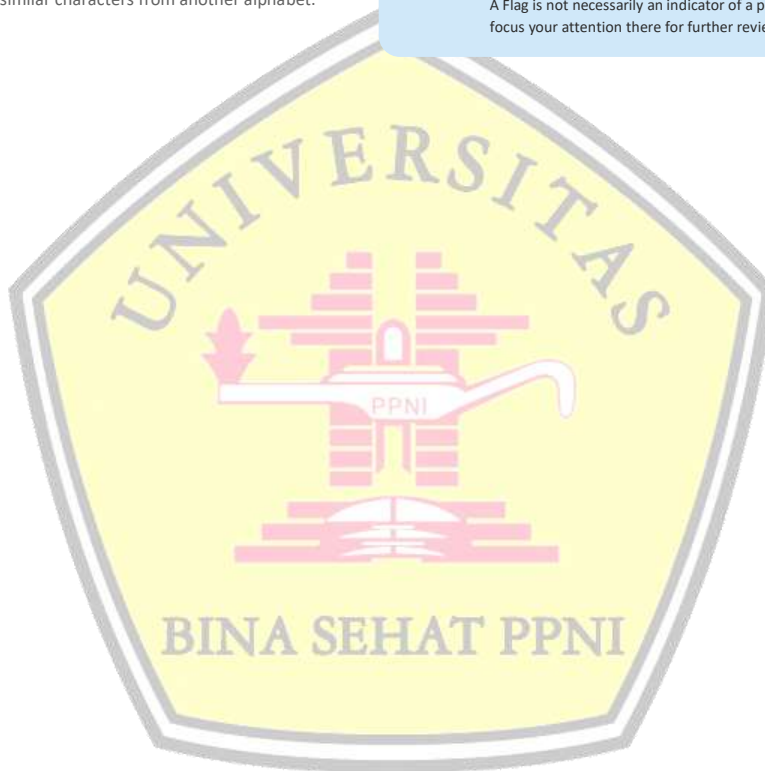 similar characters from another alphabet.
A Flag is not necessarily an indicator of a p
focus your attention there for further revie
UNIVERSITAS
PPNI
BINA SEHAT PPNI